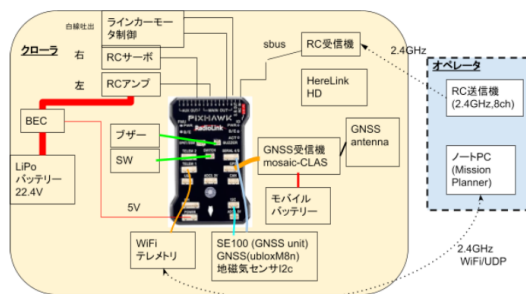 白線吐出
ラインカーモー
タ制御
クローラ
右
RCサーボ
左
RCアンプ
sbus
RC受信機
2.4GHz
オペレータ
HereLink
HD
RC送信機
(2.4GHz,8ch)
BEC
PIXHAWK
RadioLink
ブザー
SW
GNSS受信機
mosaic-CLAS
GNSS
antenna
ノートPC
(Mission
Planner)
LiPo
バッテリー
22.4V
モバイル
バッテリー
5V
WiFi
テレメトリ
SE100 (GNSS unit)
GNSS(ubloxM8n)
地磁気センサI2c
2.4GHz
WiFi/UDP